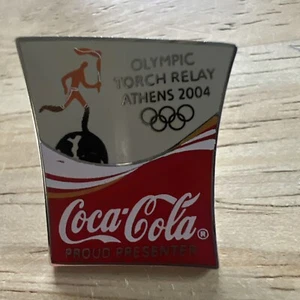 OLYMPIC
TORCH RELAY
ATHENS 2004
Coca-Cola®
PROUD PRESENTER